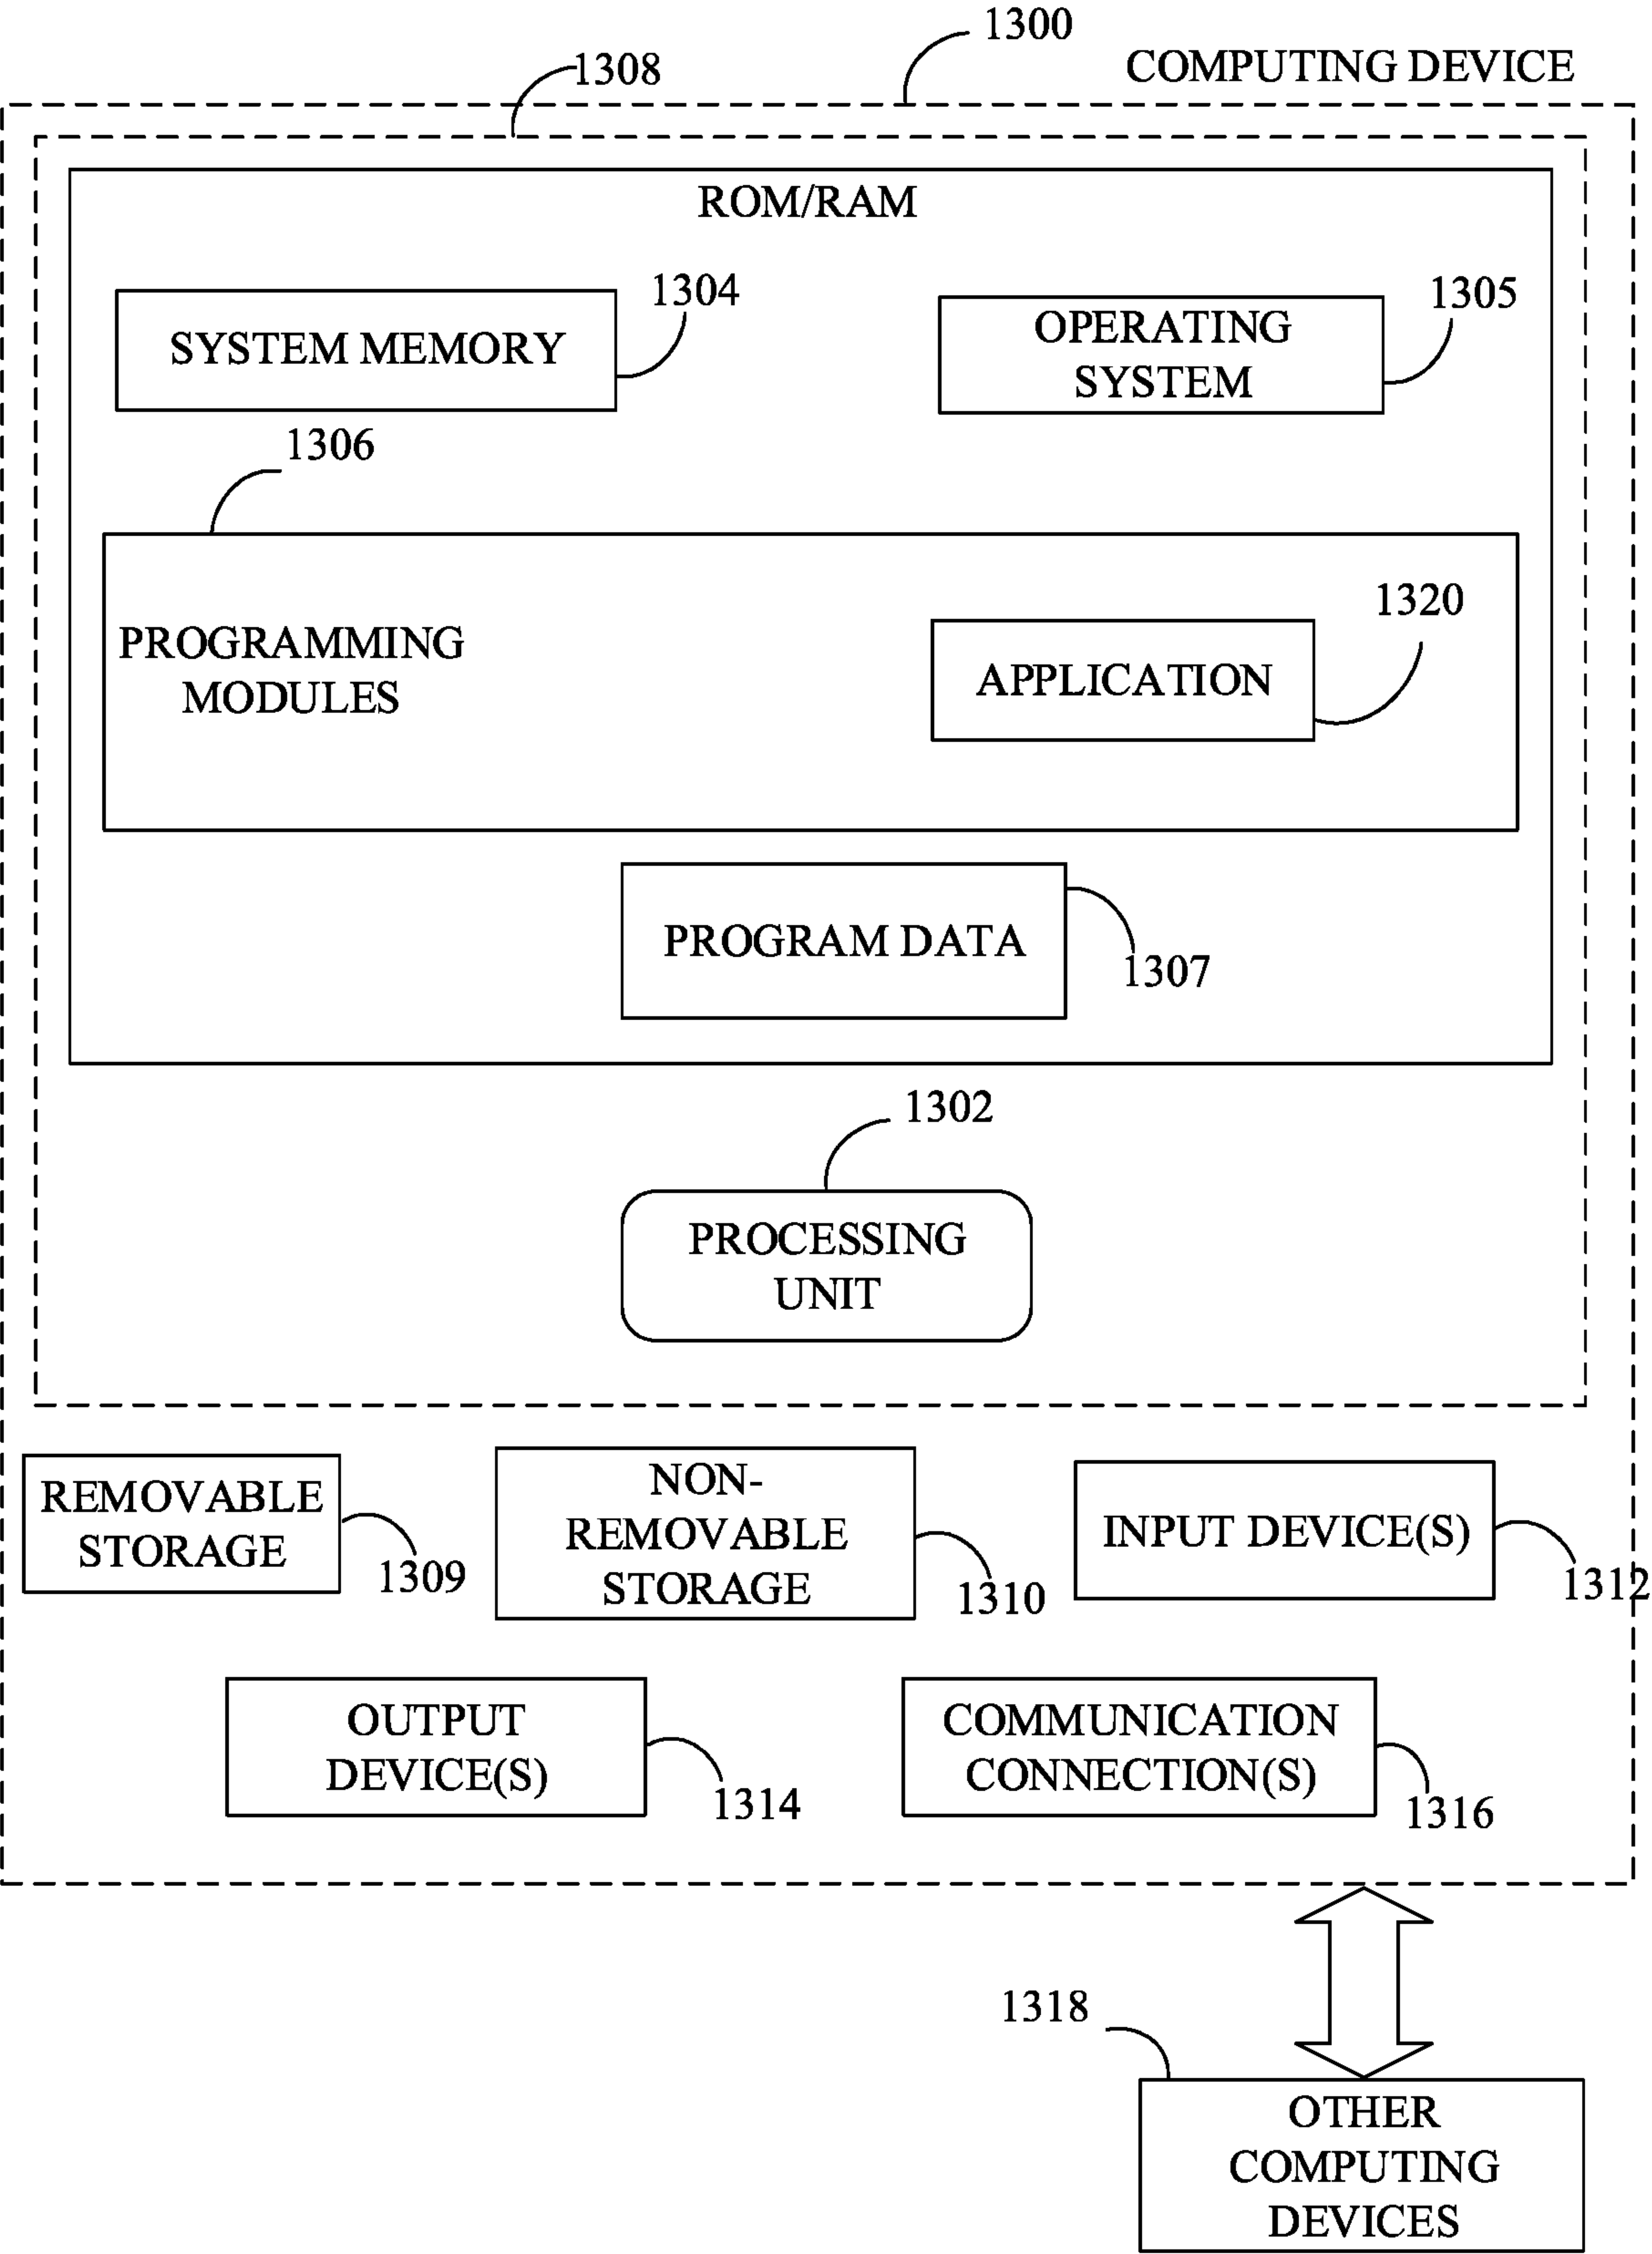 1300
COMPUTING DEVICE
1308
ROM/RAM
1304
SYSTEM MEMORY
1305
OPERATING
SYSTEM
1306
PROGRAMMING
MODULES
1320
APPLICATION
PROGRAM DATA
1307
1302
PROCESSING
UNIT
REMOVABLE
STORAGE
1309
NON-
REMOVABLE
STORAGE
1310
INPUT DEVICE(S)
1312
OUTPUT
DEVICE(S)
1314
COMMUNICATION
CONNECTION(S)
1316
1318
OTHER
COMPUTING
DEVICES